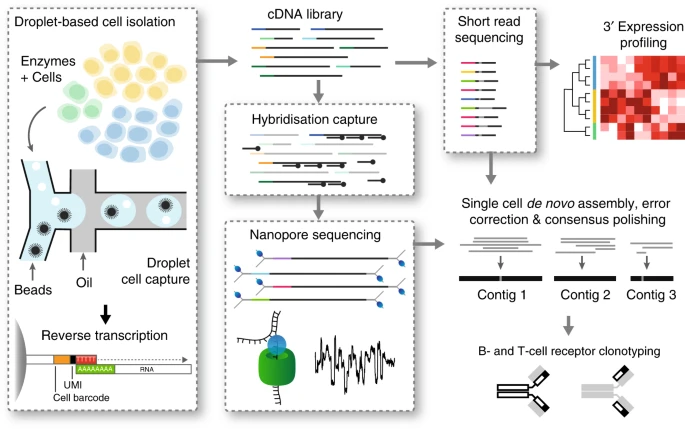 Droplet-based cell isolation
Enzymes
+ Cells
Droplet
cell capture
Beads
Oil
Reverse transcription
TTTTTT
AAAAAAAA
RNA
UMI
Cell barcode
cDNA library
Hybridisation capture
Nanopore sequencing
Short read
sequencing
3′ Expression
profiling
Single cell de novo assembly, error
correction & consensus polishing
Contig 1
Contig 2
Contig 3
B- and T-cell receptor clonotyping